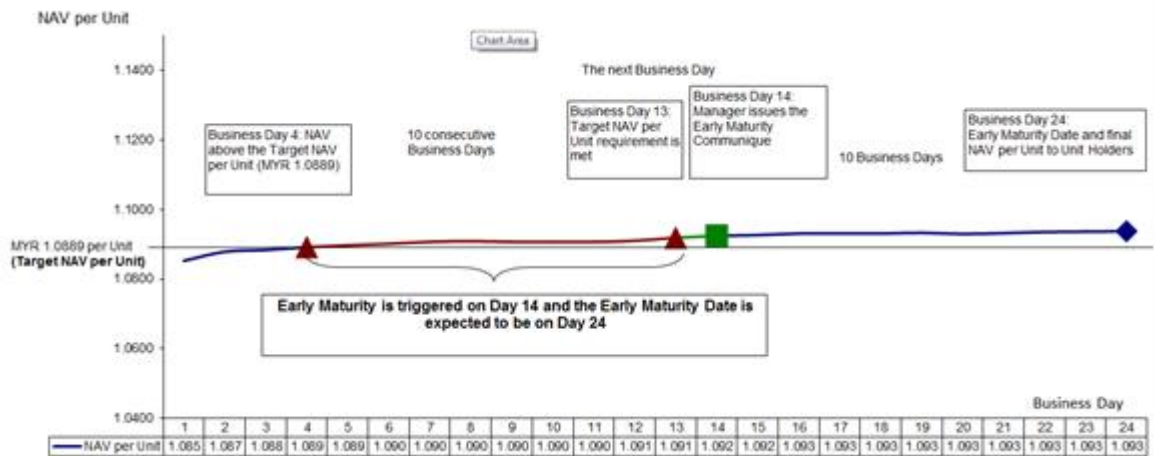 NAV per Unit
Chart Area
1.1400
The next Business Day
Business Day 4: NAV
above the Target NAV
per Unit (MYR 1.0889)
10 consecutive
Business Days
Business Day 13:
Target NAV per
Unit requirement is
met
Business Day 14:
Manager issues the
Early Maturity
Communique
10 Business Days
Business Day 24:
Early Maturity Date and final
NAV per Unit to Unit Holders
1.1200
1.1000
MYR 1.0889 per Unit
(Target NAV per Unit)
1.0800
Early Maturity is triggered on Day 14 and the Early Maturity Date is
expected to be on Day 24
1.0600
1.0400
Business Day
1 2 3 4 5 6 7 8 9 10 11 12 13 14 15 16 17 18 19 20 21 22 23 24
NAV per Unit 1.085 1.087 1.088 1.089 1.089 1.090 1.090 1.090 1.090 1.090 1.090 1.091 1.091 1.092 1.092 1.093 1.093 1.093 1.093 1.093 1.093 1.093 1.093 1.093